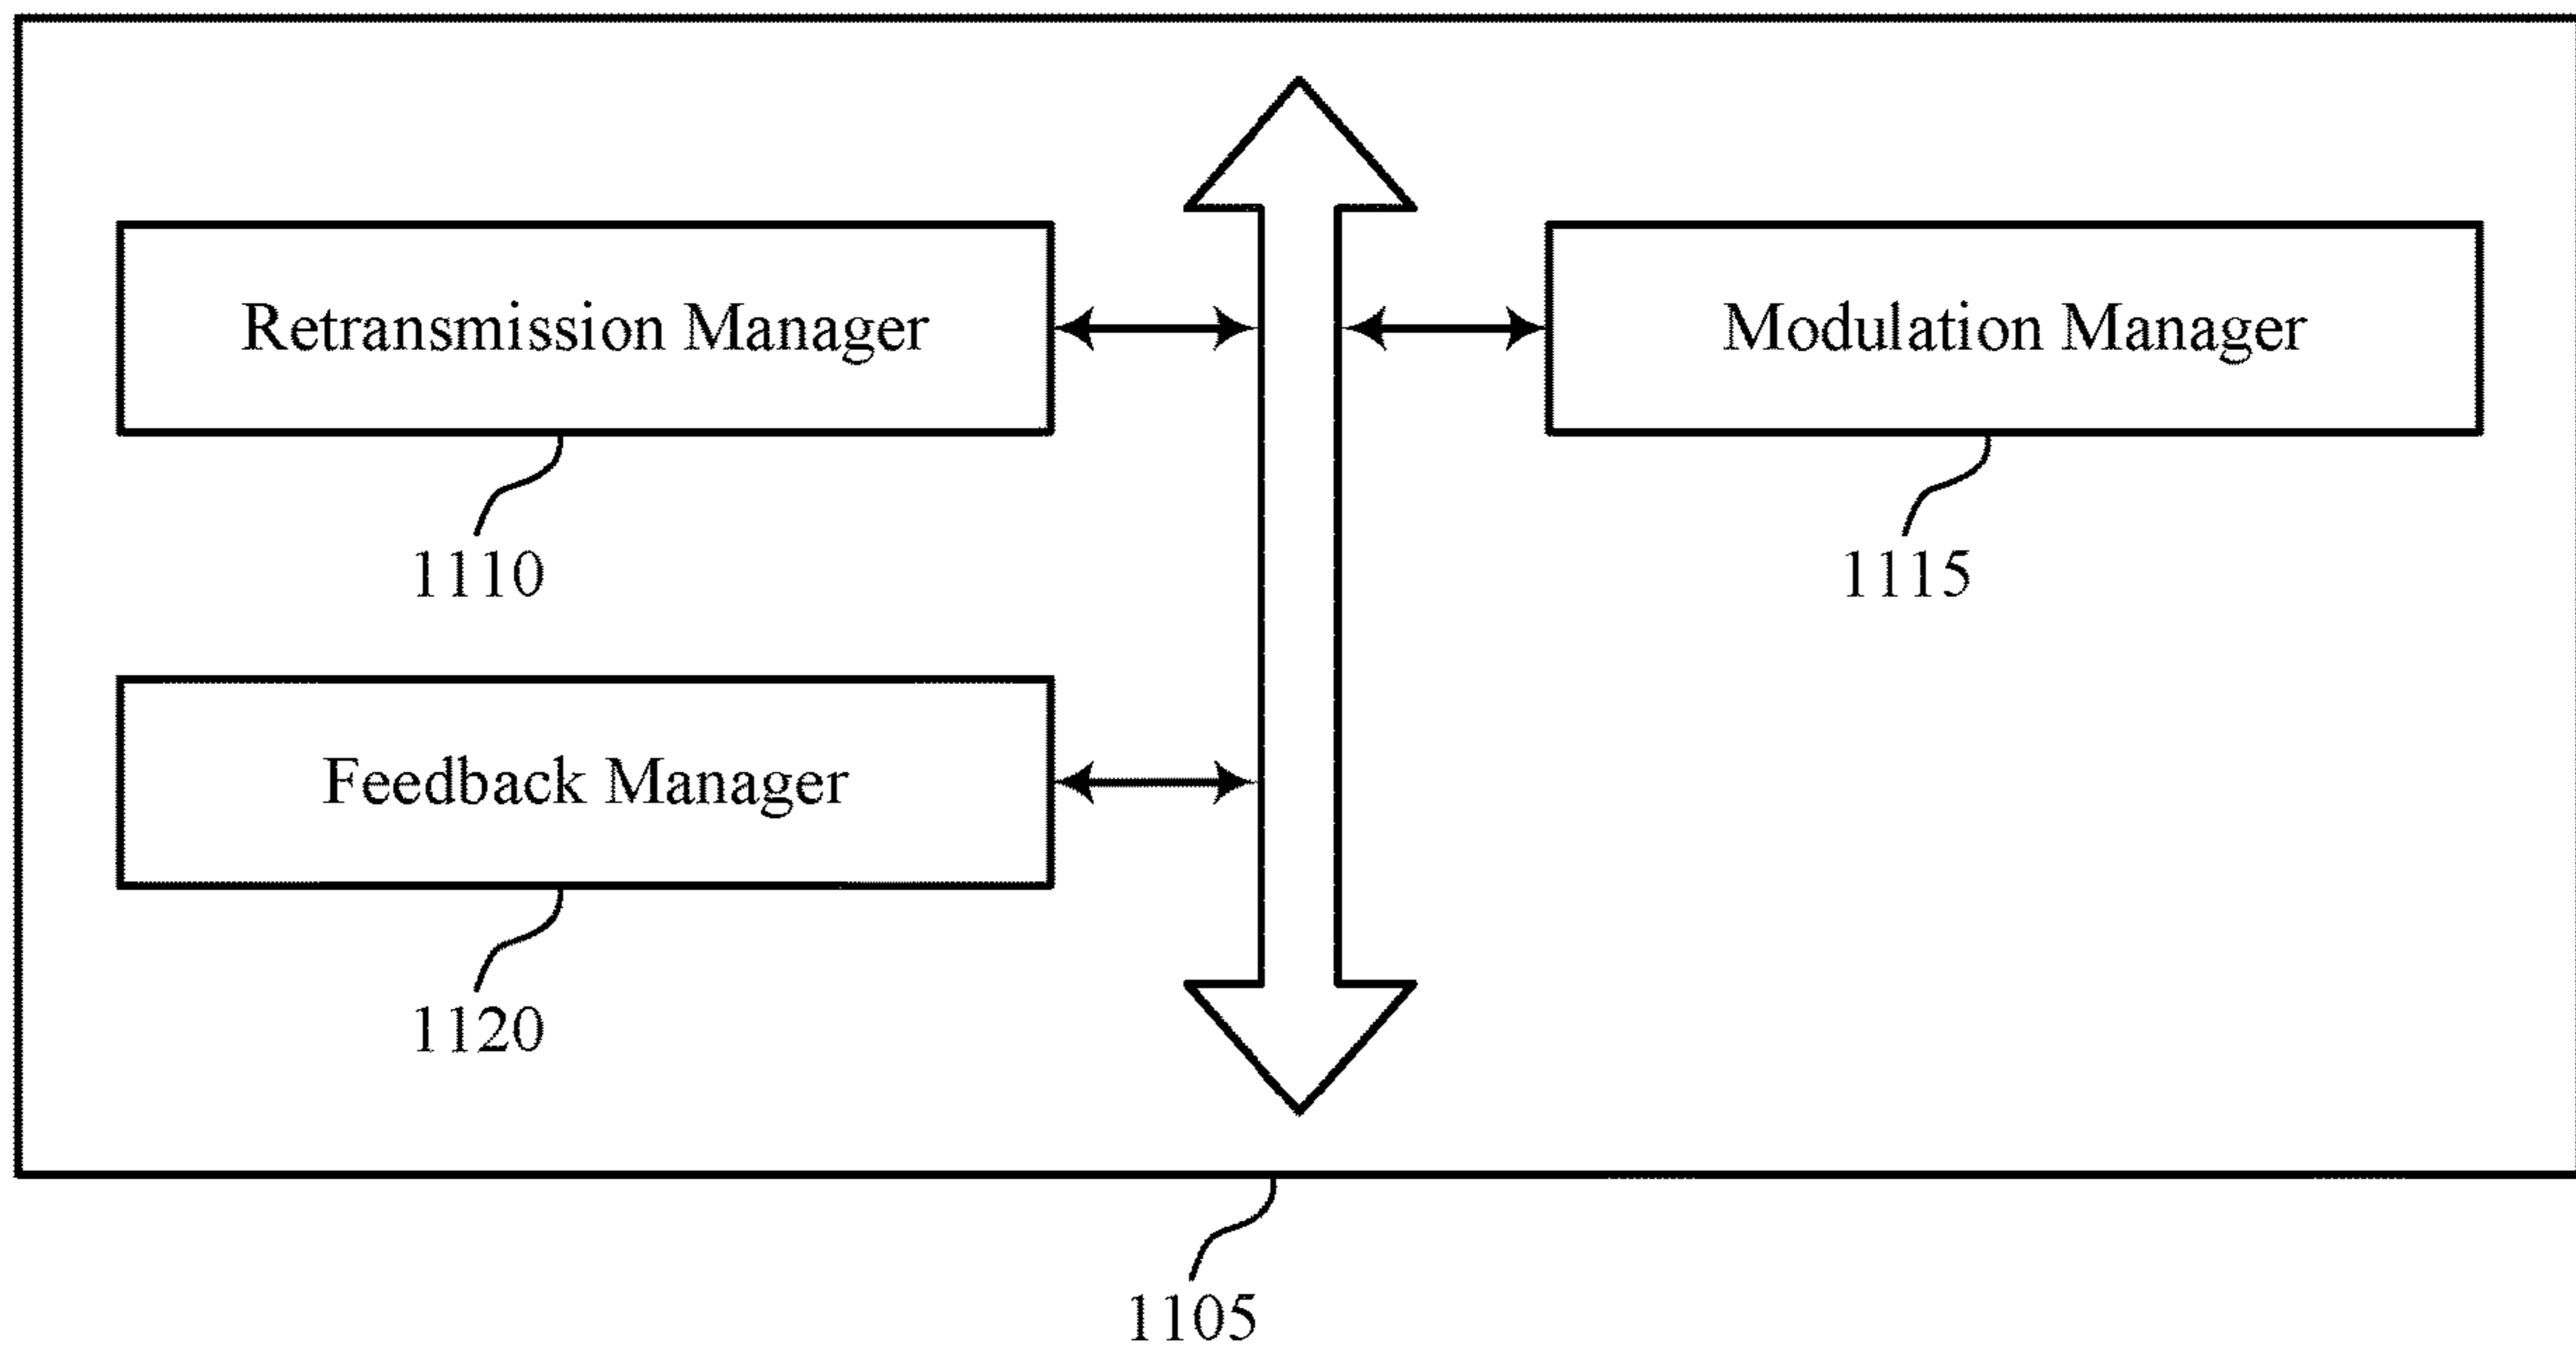 Retransmission Manager
Modulation Manager
1110
1115
Feedback Manager
1120
1105